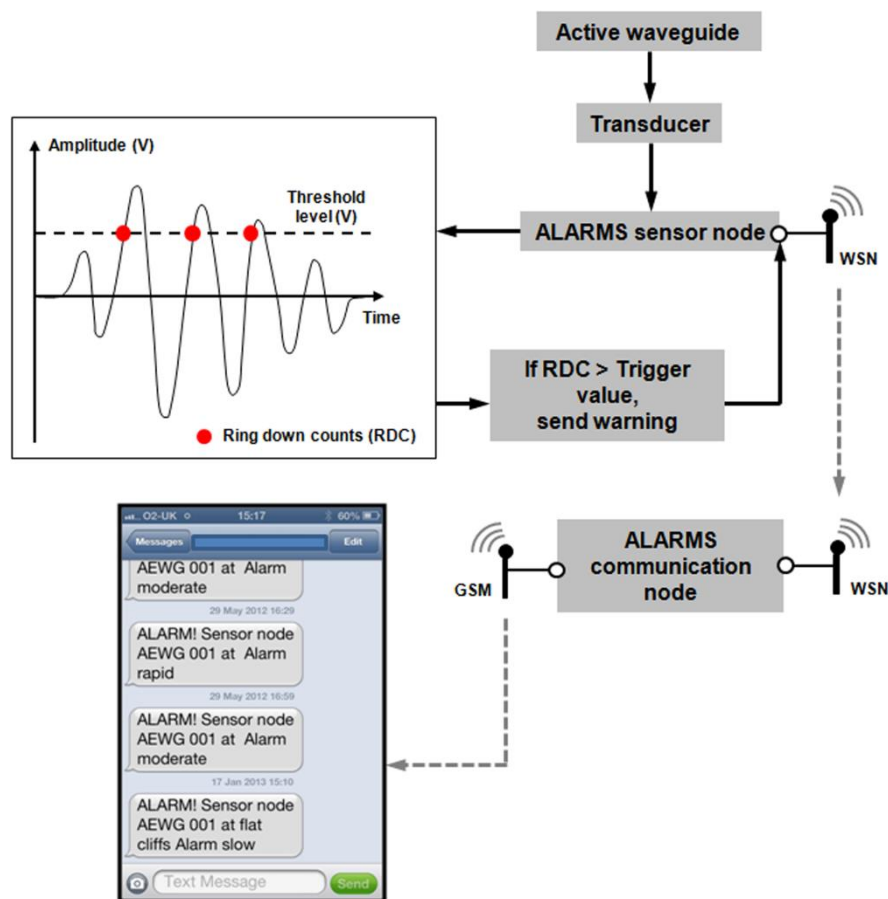 Active waveguide
Transducer
Amplitude (V)
Threshold
level (V)
ALARMS sensor node
WSN
Time
If RDC > Trigger
value,
send warning
Ring down counts (RDC)
ALARMS
communication
node
GSM
WSN
O2-UK 15:17 60%
Messages Edit
AEWG 001 at Alarm
moderate
29 May 2012 16:29
ALARM! Sensor node
AEWG 001 at Alarm
rapid
29 May 2012 16:59
ALARM! Sensor node
AEWG 001 at Alarm
moderate
17 Jan 2013 15:10
ALARM! Sensor node
AEWG 001 at flat
cliffs Alarm slow
Text Message Send